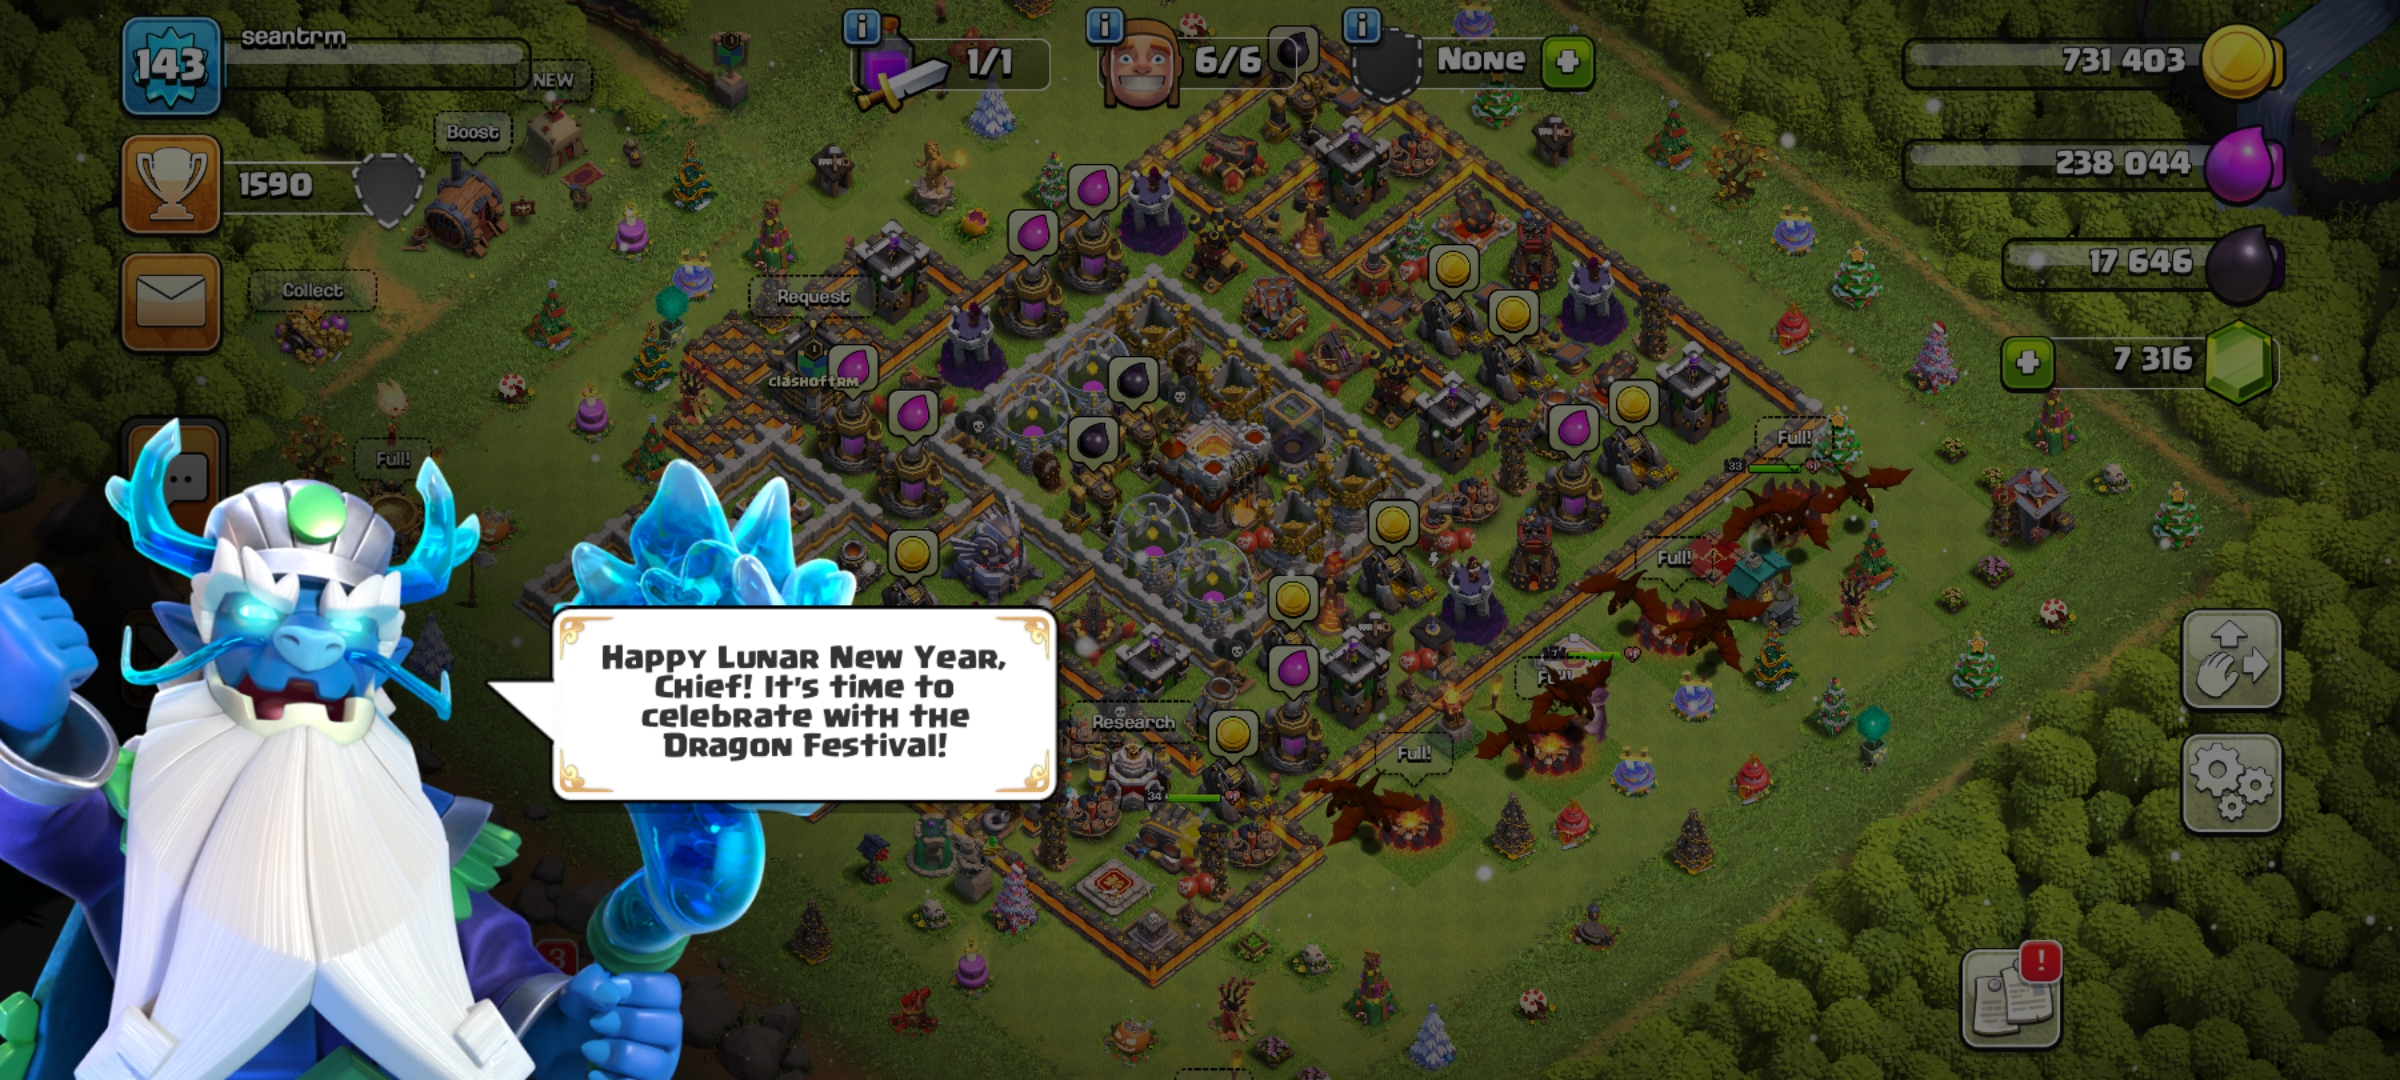 143
seantrm
1/1
6/6
None
731 403
NEW
Boost
1590
238 044
17 646
Collect
Request
7 316
clashoftrm
Full!
Full!
33
Full!
Happy Lunar New Year,
Chief! It's time to
celebrate with the
Dragon Festival!
Research
Full!
34
3
!